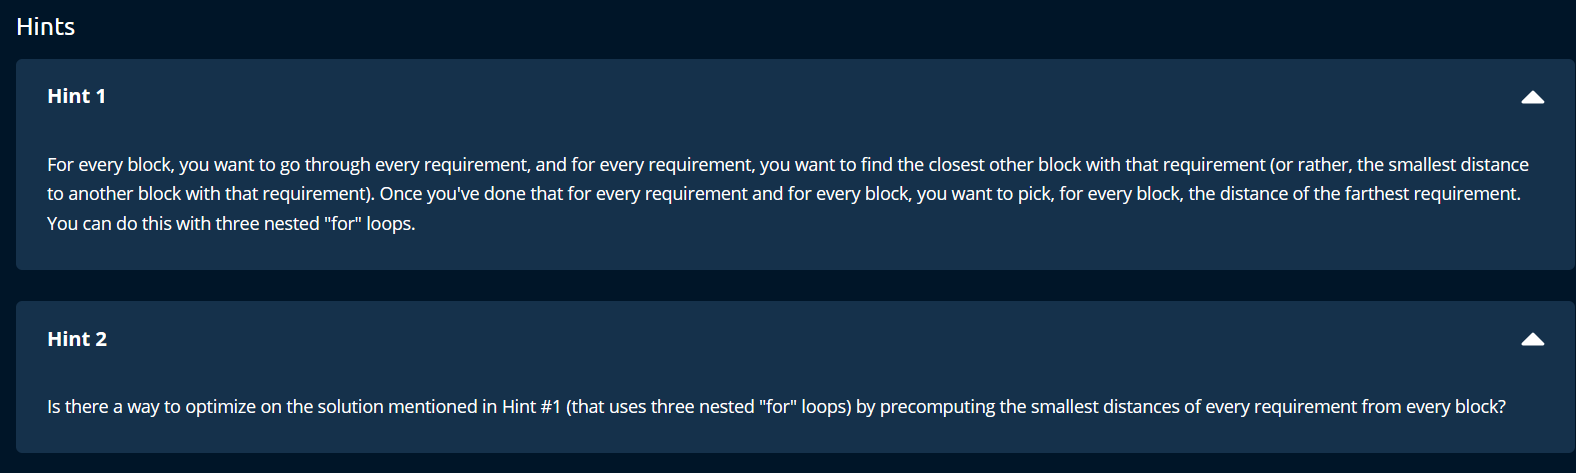 Hints
Hint 1
For every block, you want to go through every requirement, and for every requirement, you want to find the closest other block with that requirement (or rather, the smallest distance
to another block with that requirement). Once you've done that for every requirement and for every block, you want to pick, for every block, the distance of the farthest requirement.
You can do this with three nested "for" loops.
Hint 2
Is there a way to optimize on the solution mentioned in Hint #1 (that uses three nested "for" loops) by precomputing the smallest distances of every requirement from every block?